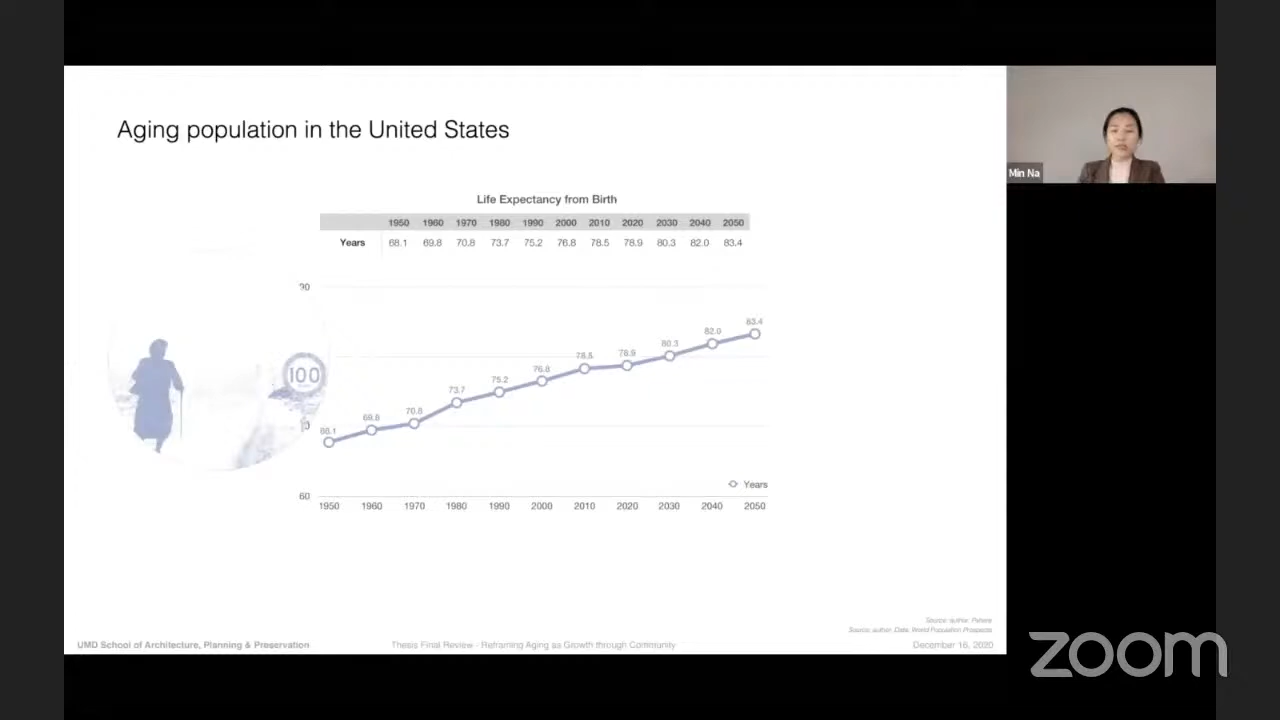 Aging population in the United States
Life Expectancy from Birth
1950 1960 1970 1980 1990 2000 2010 2020 2030 2040 2050
Years 68.1 69.8 70.8 73.7 75.2 76.8 78.5 78.9 80.3 82.0 83.4
90
60
68.1 69.8 70.8 73.7 75.2 76.8 78.5 78.9 80.3 82.0 83.4
100
Years
1950 1960 1970 1980 1990 2000 2010 2020 2030 2040 2050
Source: author, Data: World Population Prospects
UMD School of Architecture, Planning & Preservation
Thesis Final Review - Reframing Aging as Growth through Community
December 16, 2020
Min Na
zoom